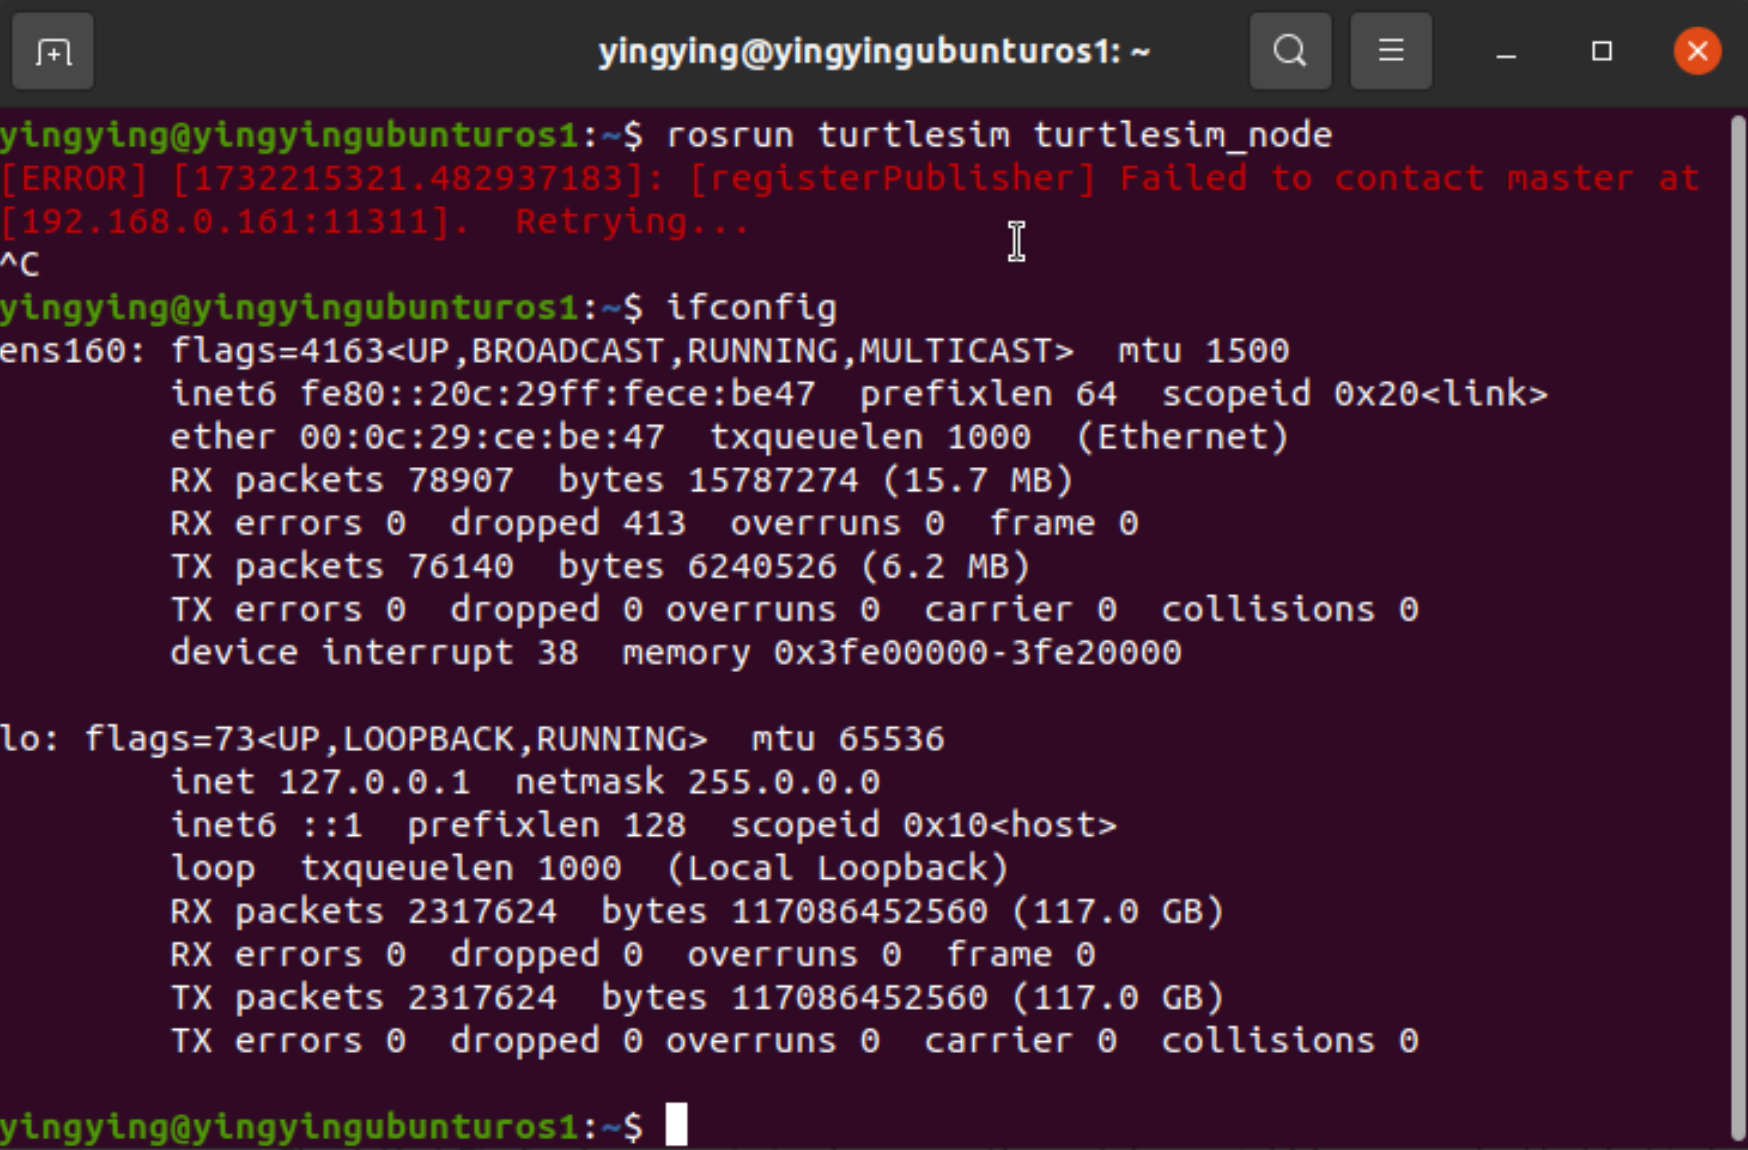 yingying@yingyingubunturos1: ~
yingying@yingyingubunturos1:~$ rosrun turtlesim turtlesim_node
[ERROR] [1732215321.482937183]: [registerPublisher] Failed to contact master at
[192.168.0.161:11311].  Retrying...
^C
yingying@yingyingubunturos1:~$ ifconfig
ens160: flags=4163<UP,BROADCAST,RUNNING,MULTICAST>  mtu 1500
        inet6 fe80::20c:29ff:fece:be47  prefixlen 64  scopeid 0x20<link>
        ether 00:0c:29:ce:be:47  txqueuelen 1000  (Ethernet)
        RX packets 78907  bytes 15787274 (15.7 MB)
        RX errors 0  dropped 413  overruns 0  frame 0
        TX packets 76140  bytes 6240526 (6.2 MB)
        TX errors 0  dropped 0 overruns 0  carrier 0  collisions 0
        device interrupt 38  memory 0x3fe00000-3fe20000
lo: flags=73<UP,LOOPBACK,RUNNING>  mtu 65536
        inet 127.0.0.1  netmask 255.0.0.0
        inet6 ::1  prefixlen 128  scopeid 0x10<host>
        loop  txqueuelen 1000  (Local Loopback)
        RX packets 2317624  bytes 117086452560 (117.0 GB)
        RX errors 0  dropped 0  overruns 0  frame 0
        TX packets 2317624  bytes 117086452560 (117.0 GB)
        TX errors 0  dropped 0 overruns 0  carrier 0  collisions 0
yingying@yingyingubunturos1:~$